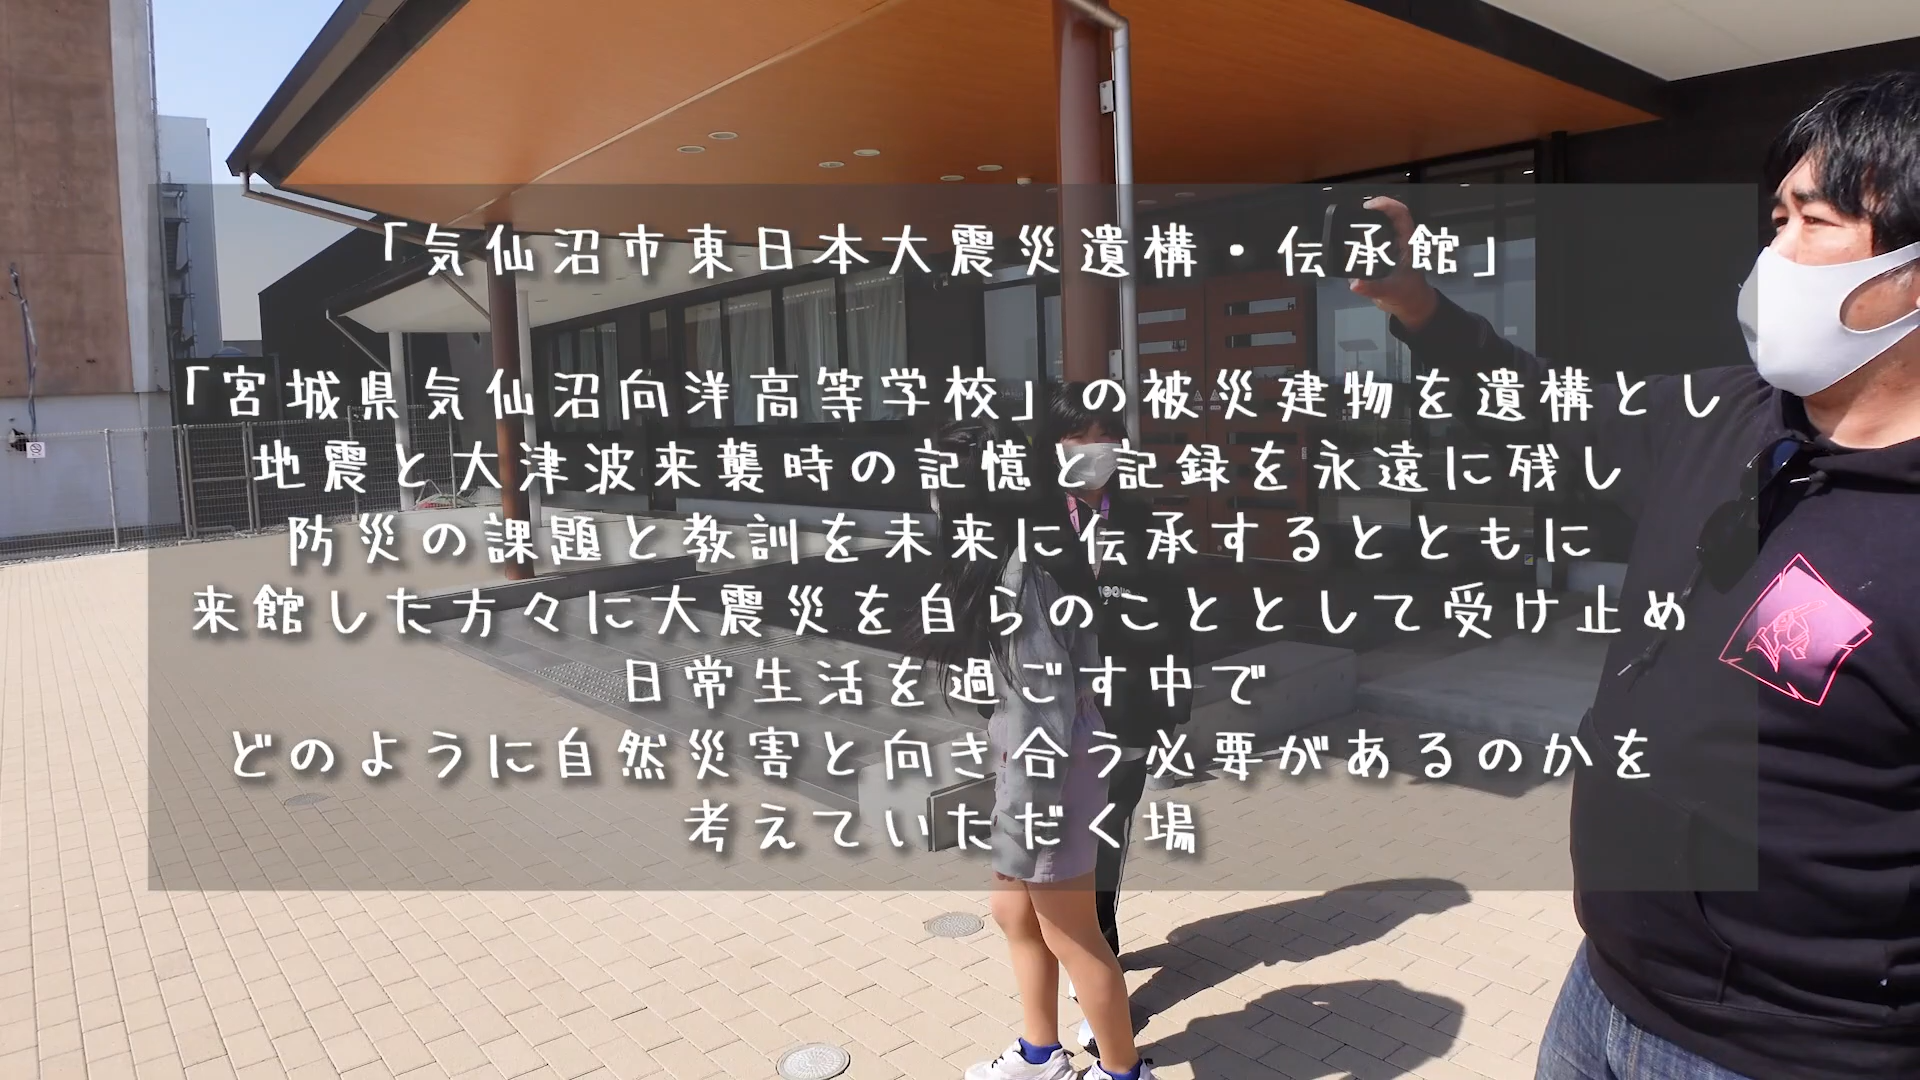 「気仙沼市東日本大震災遺構・伝承館」
「宮城県気仙沼向洋高等学校」の被災建物を遺構とし
地震と大津波来襲時の記憶と記録を永遠に残し
防災の課題と教訓を未来に伝承するとともに
来館した方々に大震災を自らのこととして受け止め
日常生活を過ごす中で
どのように自然災害と向き合う必要があるのかを
考えていただく場